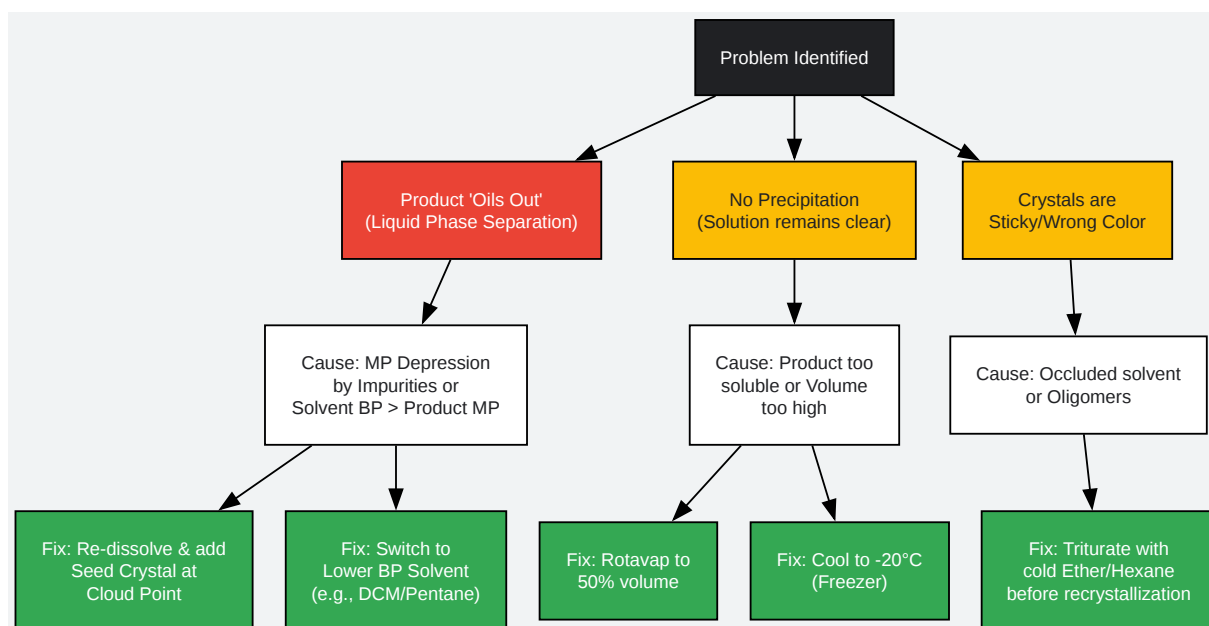 Problem Identified
Product 'Oils Out'
(Liquid Phase Separation)
No Precipitation
(Solution remains clear)
Crystals are
Sticky/Wrong Color
Cause: MP Depression
by Impurities or
Solvent BP > Product MP
Cause: Product too
soluble or Volume
too high
Cause: Occluded solvent
or Oligomers
Fix: Re-dissolve & add
Seed Crystal at
Cloud Point
Fix: Switch to
Lower BP Solvent
(e.g., DCM/Pentane)
Fix: Rotavap to
50% volume
Fix: Cool to -20°C
(Freezer)
Fix: Triturate with
cold Ether/Hexane
before recrystallization